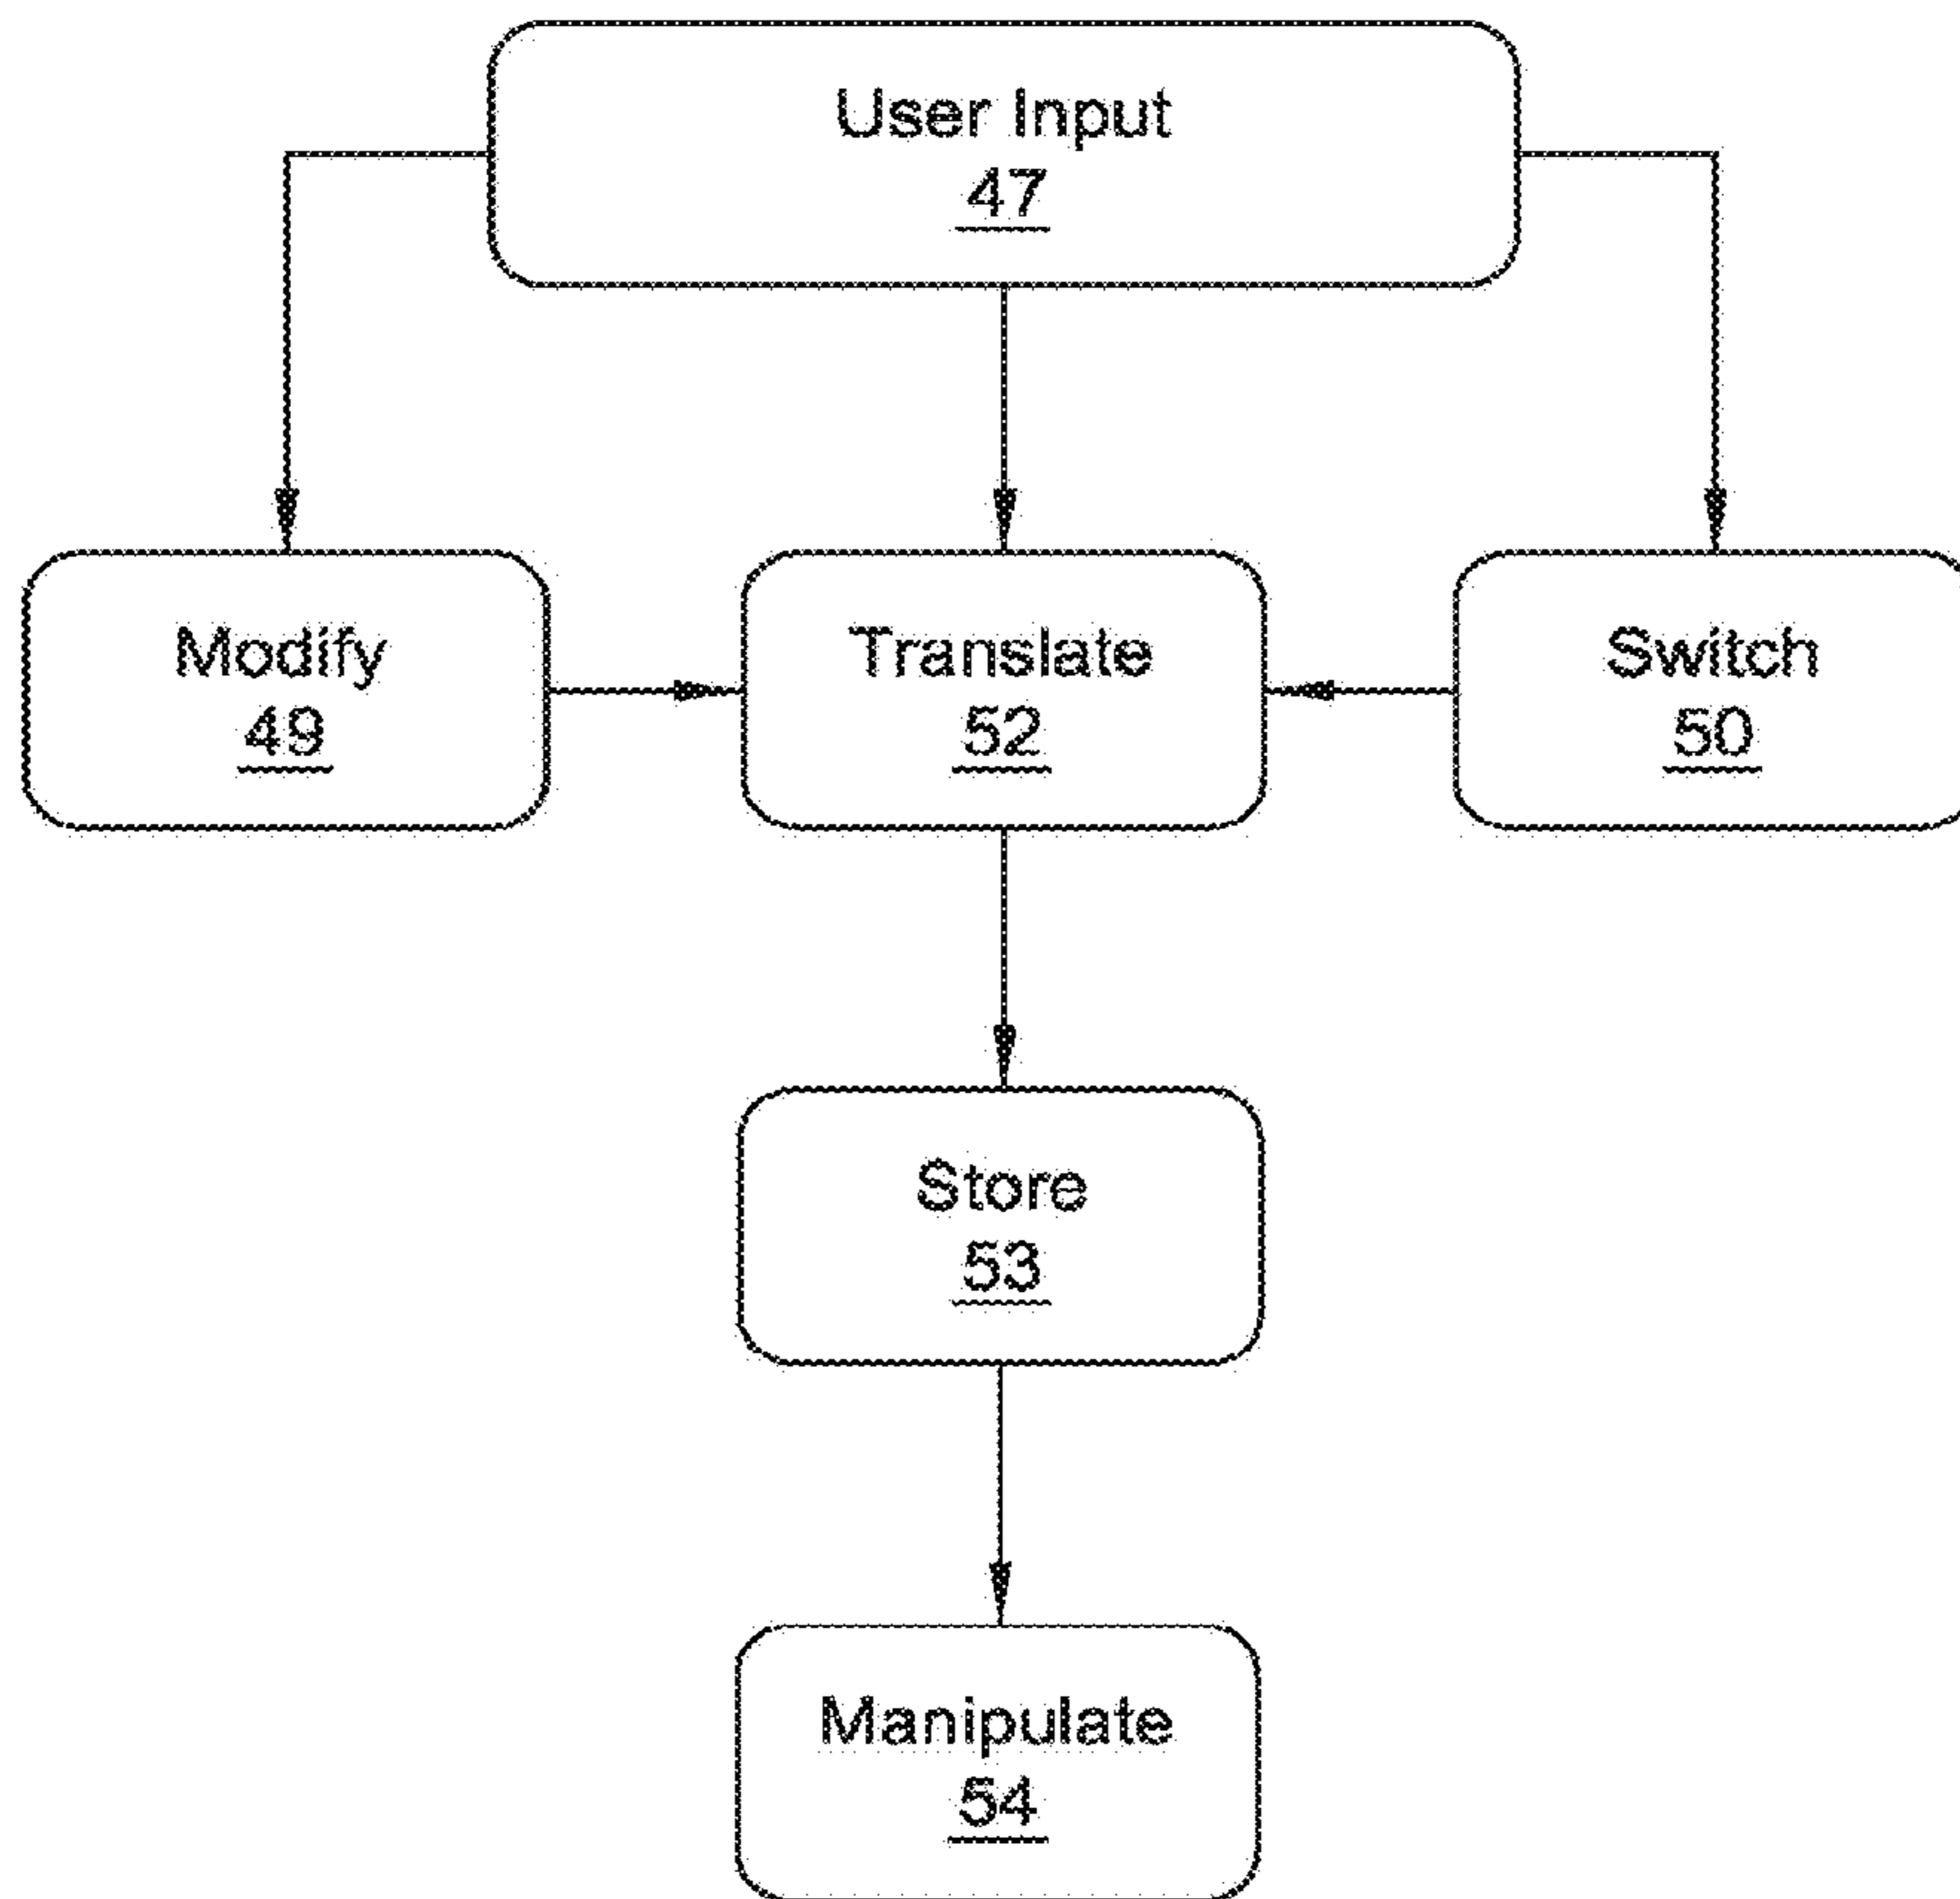 User Input
47
Modify
49
Translate
52
Switch
50
Store
53
Manipulate
54